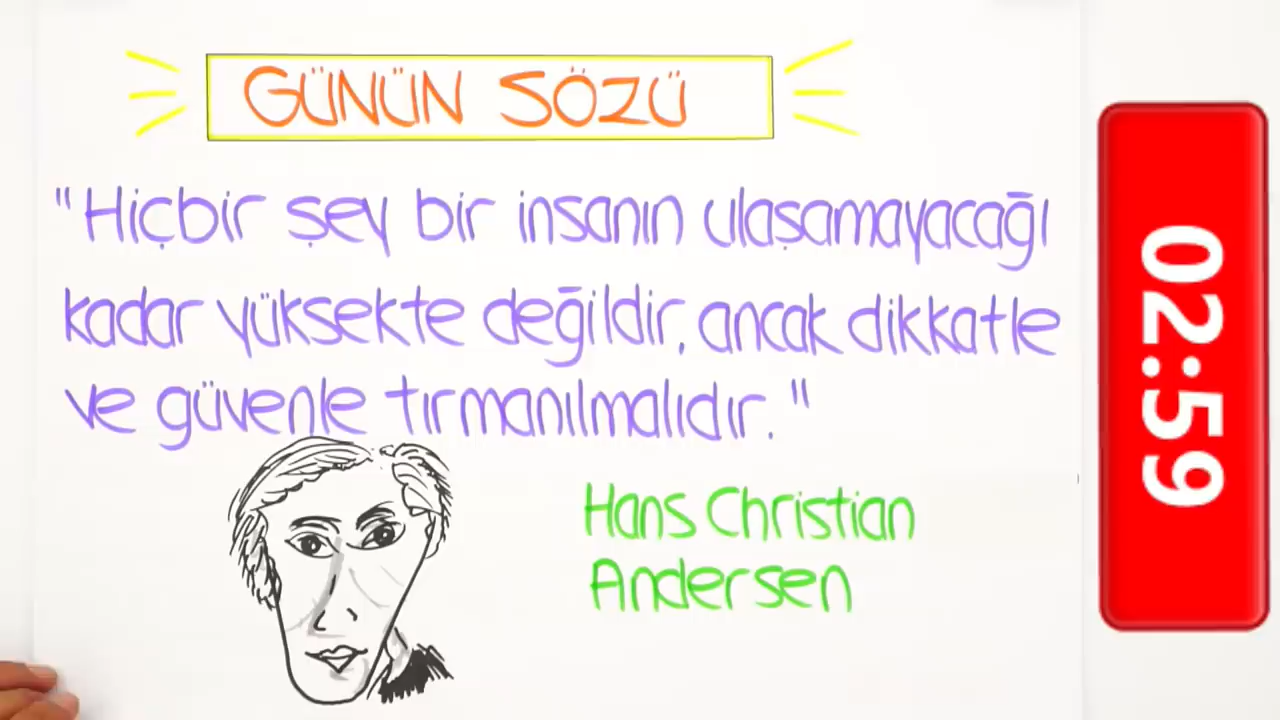 GÜNÜN SÖZÜ
"Hiçbir şey bir insanın ulaşamayacağı
kadar yüksekte değildir, ancak dikkatle
ve güvenle tırmanılmalıdır."
Hans Christian
Andersen
02:59